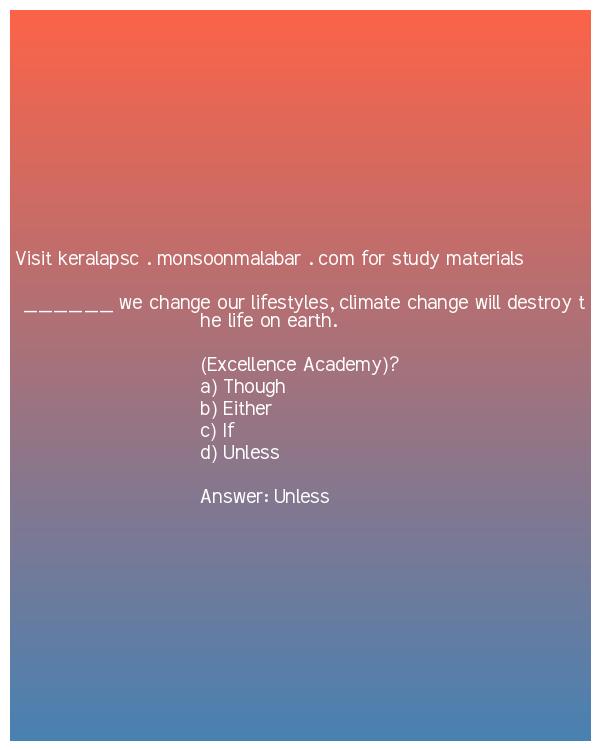 Visit keralapsc . monsoonmalabar . com for study materials
______ we change our lifestyles, climate change will destroy t
he life on earth.
(Excellence Academy)?
a) Though
b) Either
c) If
d) Unless
Answer: Unless